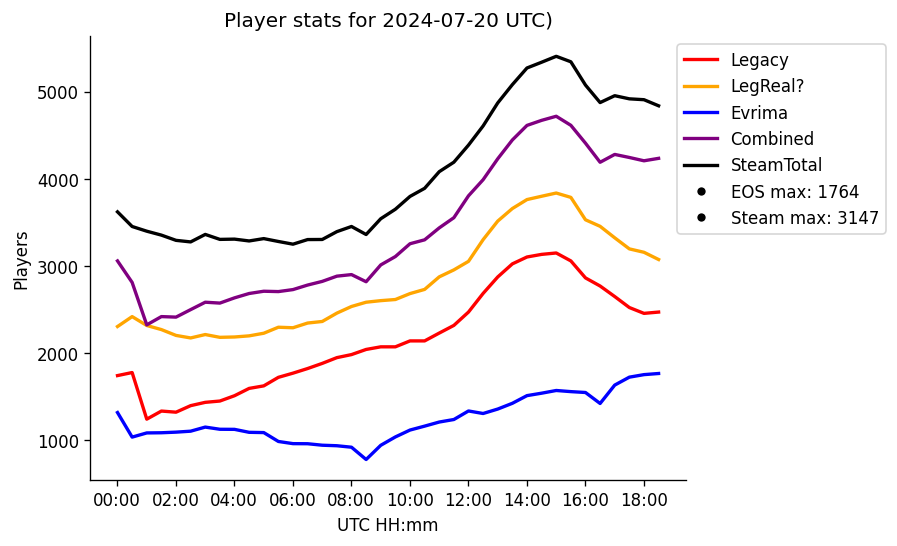 Player stats for 2024-07-20 UTC)
Legacy
LegReal?
Evrima
Combined
SteamTotal
EOS max: 1764
Steam max: 3147
Players
5000
4000
3000
2000
1000
00:00 02:00 04:00 06:00 08:00 10:00 12:00 14:00 16:00 18:00
UTC HH:mm